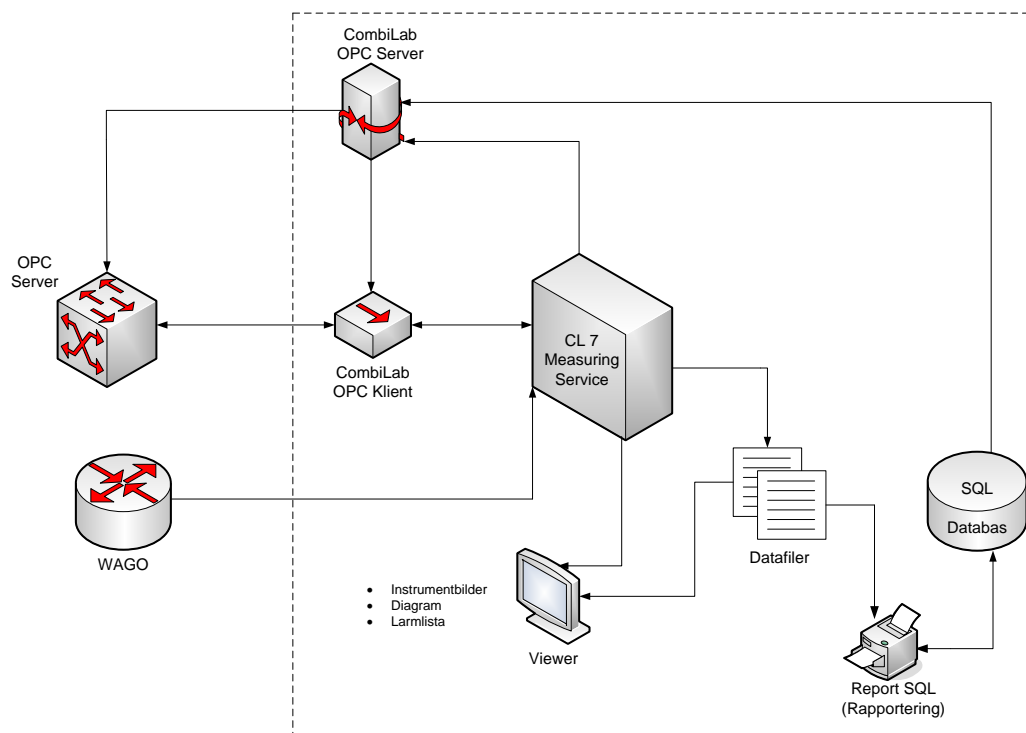 CombiLab
OPC Server
OPC
Server
CL 7
Measuring
Service
CombiLab
OPC Klient
WAGO
SQL
Databas
Datafiler
• Instrumentbilder
• Diagram
• Larmlista
Viewer
Report SQL
(Rapportering)